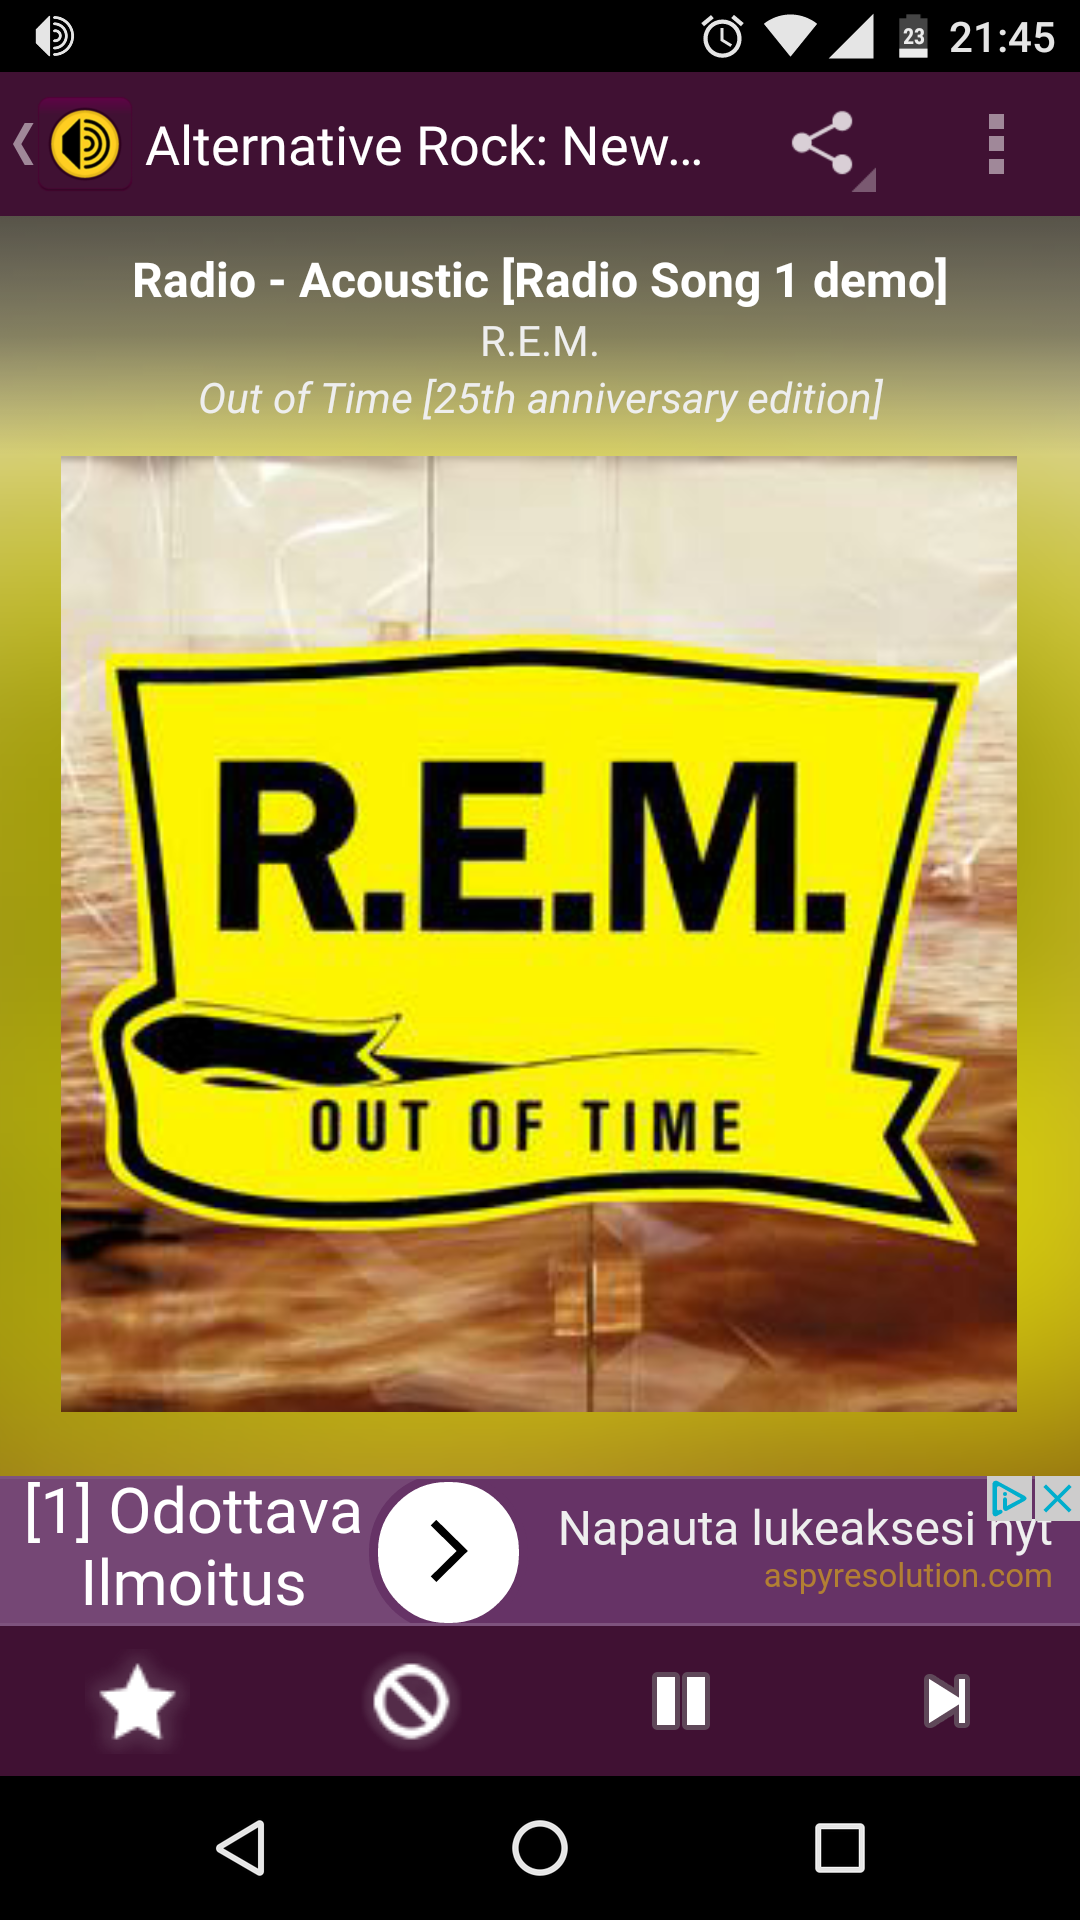 23 21:45
Alternative Rock: New...
Radio - Acoustic [Radio Song 1 demo]
R.E.M.
Out of Time [25th anniversary edition]
R.E.M.
OUT OF TIME
[1] Odottava
Ilmoitus
Napauta lukeaksesi nyt
aspyresolution.com